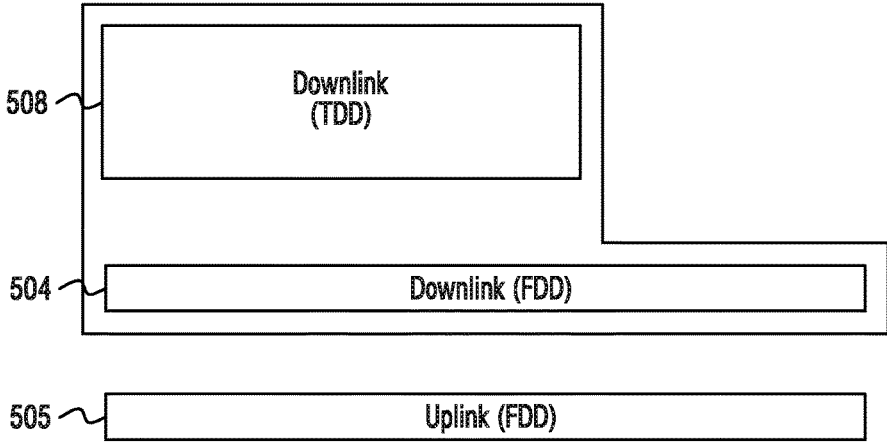 Downlink
(TDD)
508
504
Downlink (FDD)
505
Uplink (FDD)